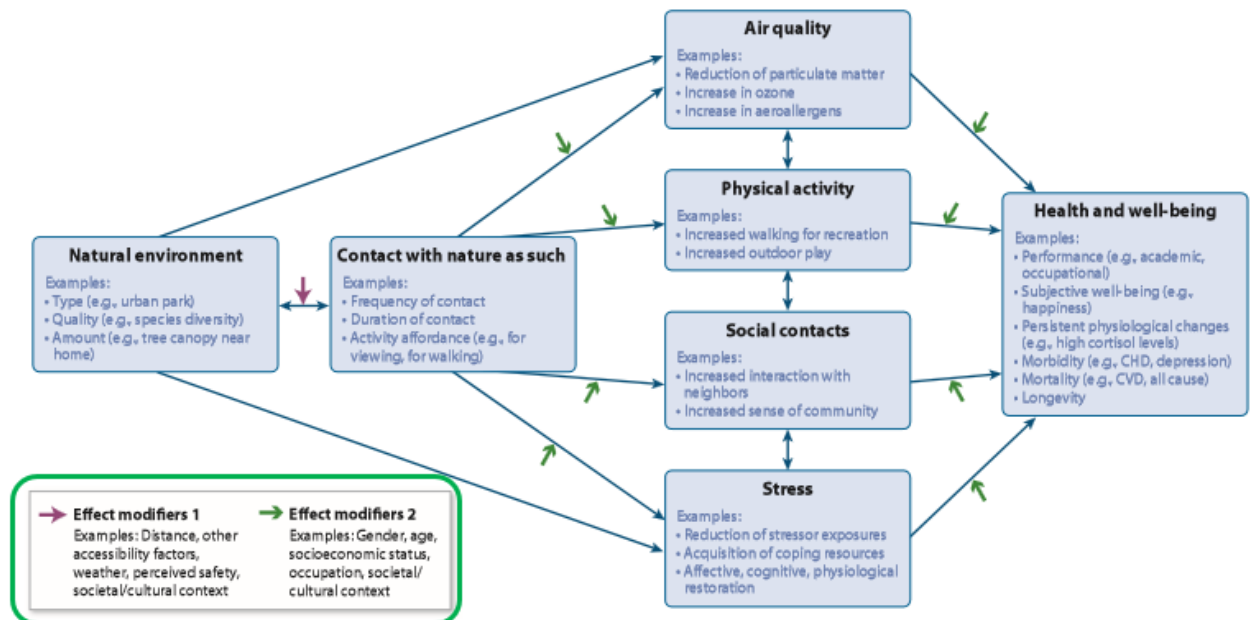 Air quality
Examples:
• Reduction of particulate matter
• Increase in ozone
• Increase in aeroallergens
Physical activity
Examples:
• Increased walking for recreation
• Increased outdoor play
Health and well-being
Examples:
• Performance (e.g., academic,
occupational)
• Subjective well-being (e.g.,
happiness)
• Persistent physiological changes
(e.g., high cortisol levels)
• Morbidity (e.g., CHD, depression)
• Mortality (e.g., CVD, all cause)
• Longevity
Natural environment
Examples:
• Type (e.g., urban park)
• Quality (e.g., species diversity)
• Amount (e.g., tree canopy near
home)
Contact with nature as such
Examples:
• Frequency of contact
• Duration of contact
• Activity affordance (e.g., for
viewing, for walking)
Social contacts
Examples:
• Increased interaction with
neighbors
• Increased sense of community
Stress
Examples:
• Reduction of stressor exposures
• Acquisition of coping resources
• Affective, cognitive, physiological
restoration
Effect modifiers 1
Examples: Distance, other
accessibility factors,
weather, perceived safety,
societal/cultural context
Effect modifiers 2
Examples: Gender, age,
socioeconomic status,
occupation, societal/
cultural context